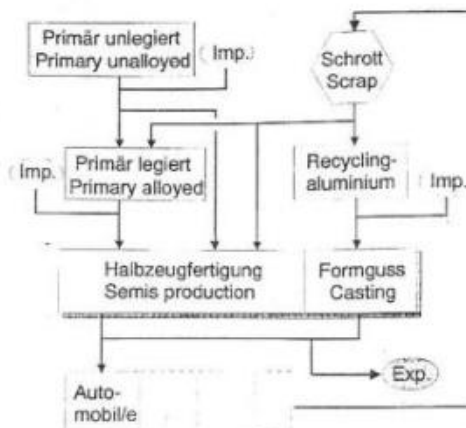 Primär unlegiert
Primary unalloyed
(Imp.)
Schrott
Scrap
(Imp.)
Primär legiert
Primary alloyed
Recycling-
aluminium
(Imp.)
Halbzeugfertigung
Semis production
Formguss
Casting
Auto-
mobil/e
Exp.